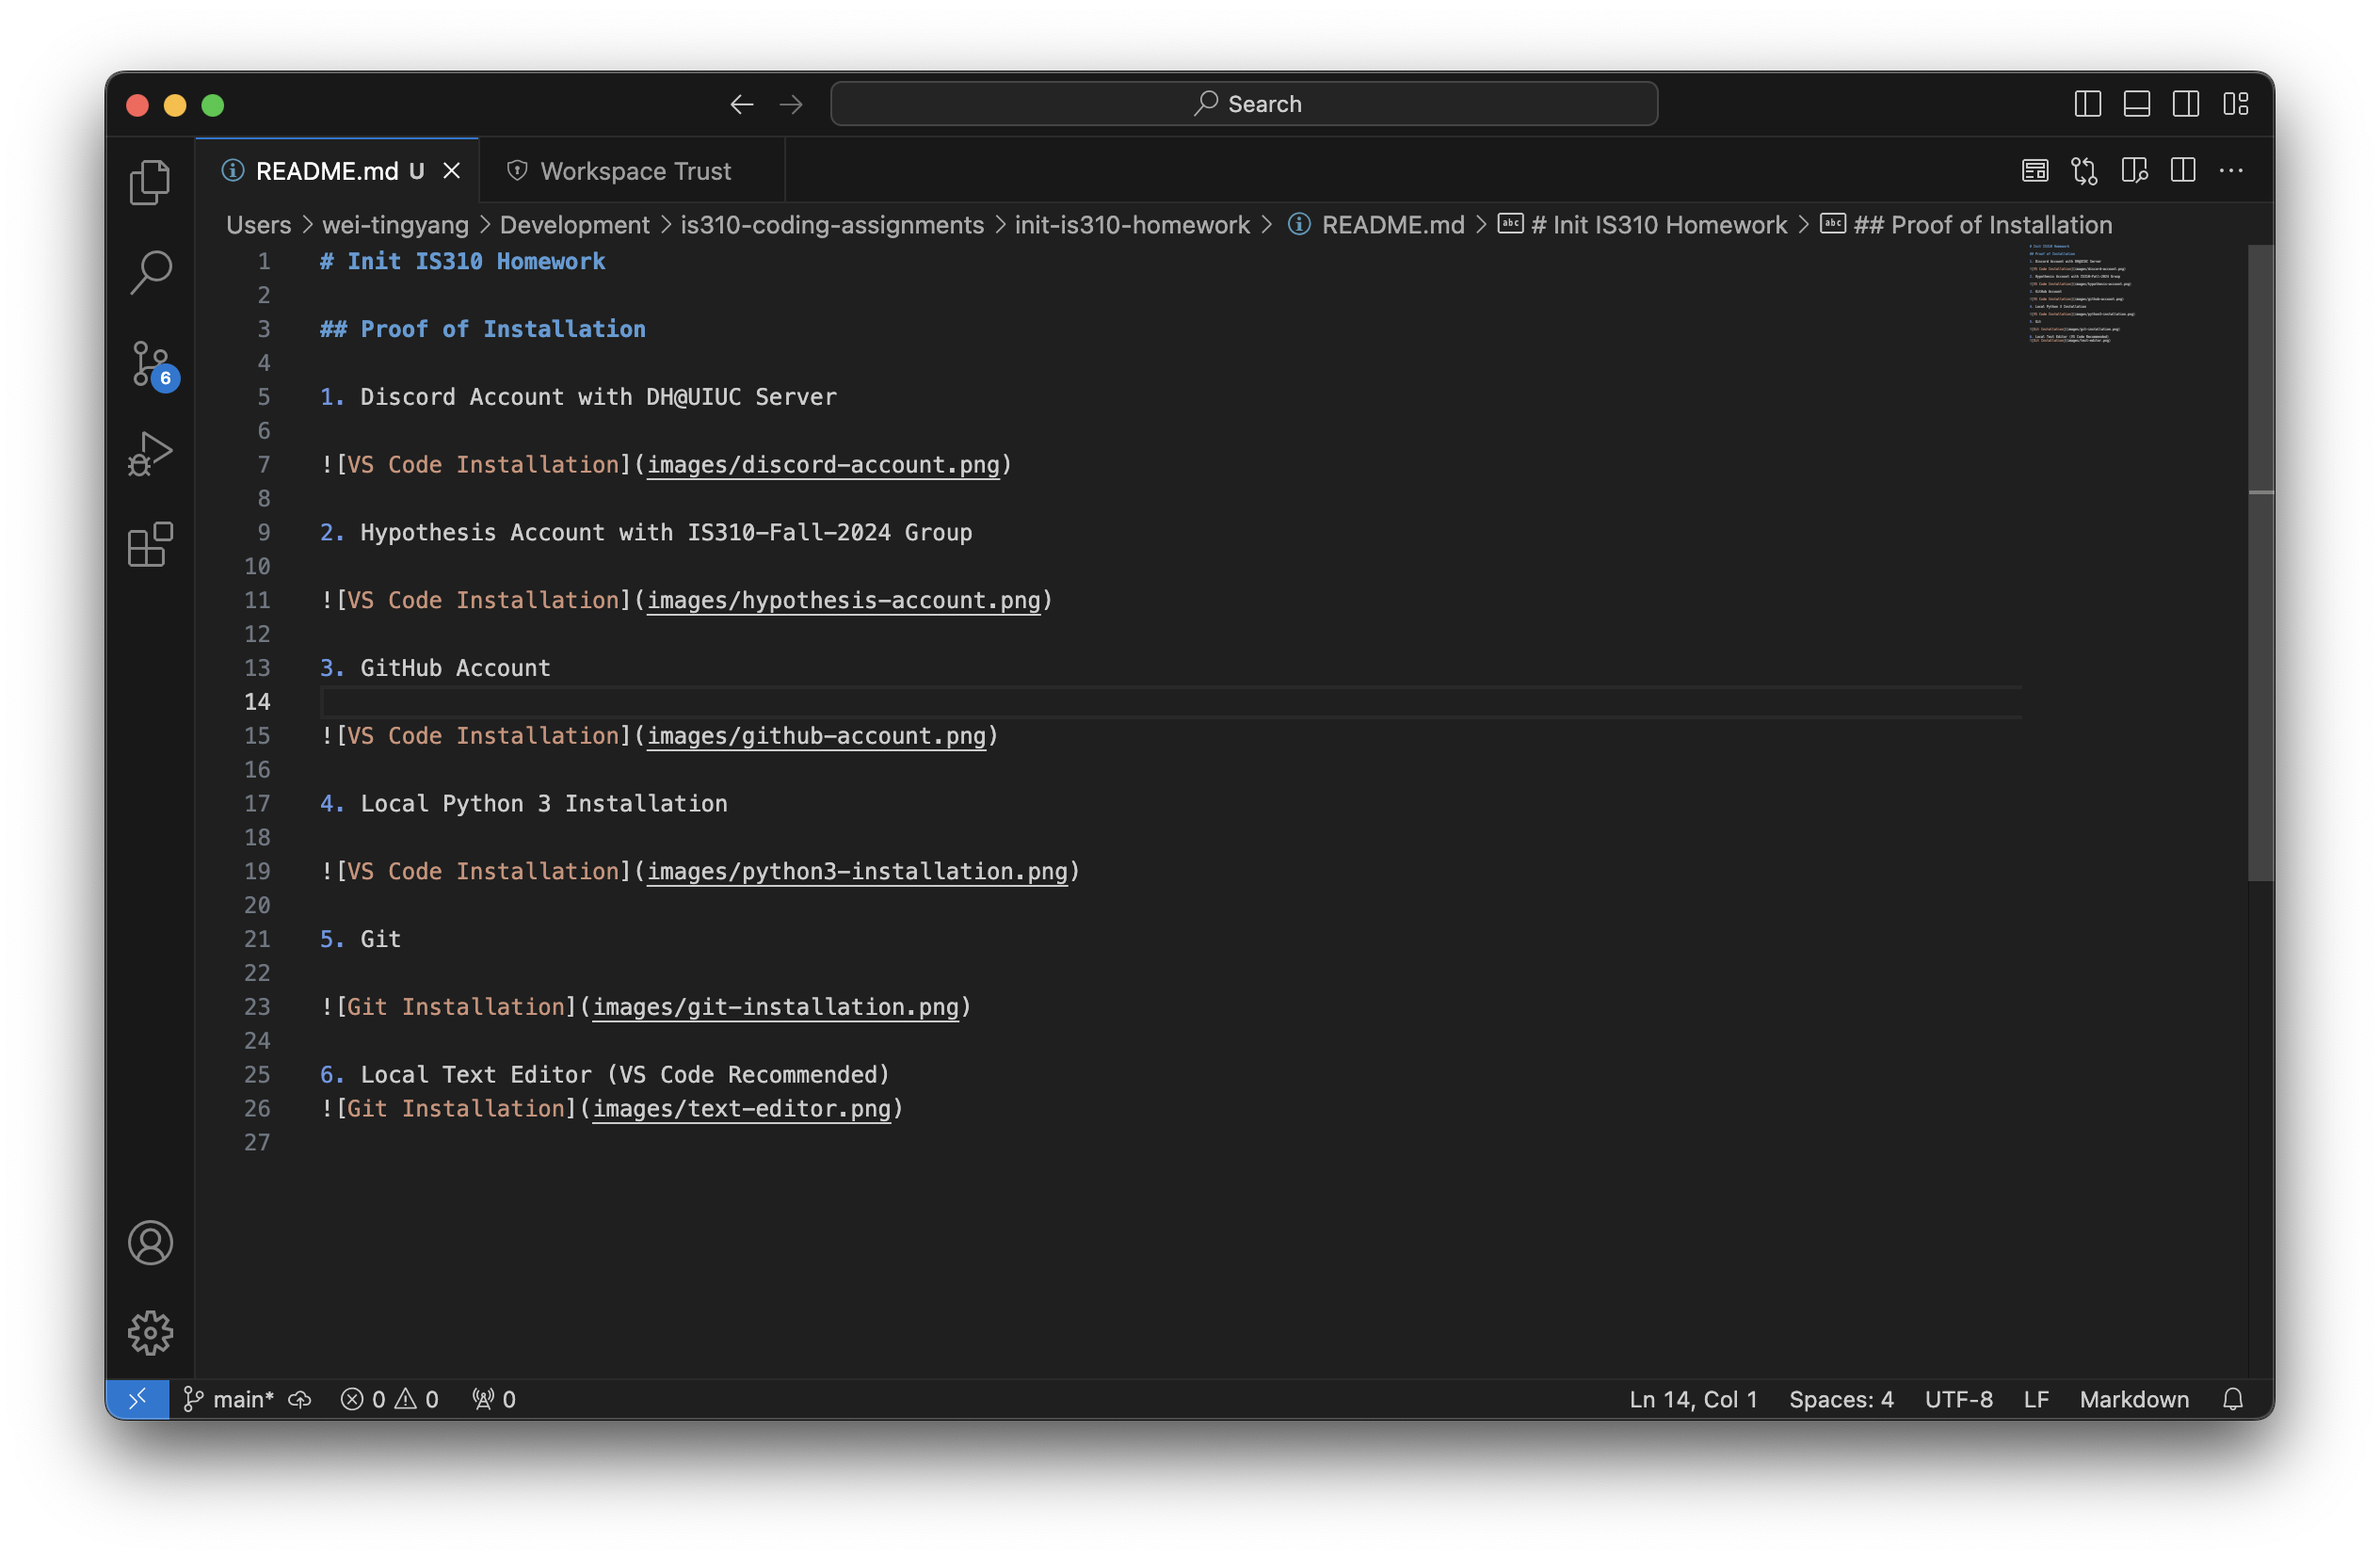 Search
README.md U
Workspace Trust
Users > wei-tingyang > Development > is310-coding-assignments > init-is310-homework > README.md > # Init IS310 Homework > ## Proof of Installation
1 # Init IS310 Homework
2
3 ## Proof of Installation
4
5 1. Discord Account with DH@UIUC Server
6
7 ![VS Code Installation](images/discord-account.png)
8
9 2. Hypothesis Account with IS310-Fall-2024 Group
10
11 ![VS Code Installation](images/hypothesis-account.png)
12
13 3. GitHub Account
14
15 ![VS Code Installation](images/github-account.png)
16
17 4. Local Python 3 Installation
18
19 ![VS Code Installation](images/python3-installation.png)
20
21 5. Git
22
23 ![Git Installation](images/git-installation.png)
24
25 6. Local Text Editor (VS Code Recommended)
26 ![Git Installation](images/text-editor.png)
27
6
main* 0 0 0 Ln 14, Col 1 Spaces: 4 UTF-8 LF Markdown